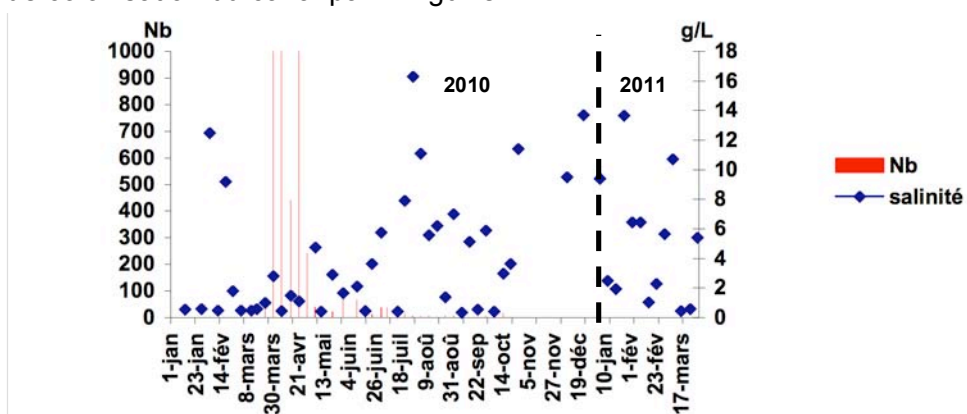 Nb
g/L
1000
900
800
700
600
500
400
300
200
100
0
18
16
14
12
10
8
6
4
2
0
2010
2011
Nb
salinité
1-jan
23-jan
14-fév
8-mars
30-mars
21-avr
13-mai
4-juin
26-juin
18-juil
9-aoû
31-aoû
22-sep
14-oct
5-nov
27-nov
19-déc
10-jan
1-fév
23-fév
17-mars